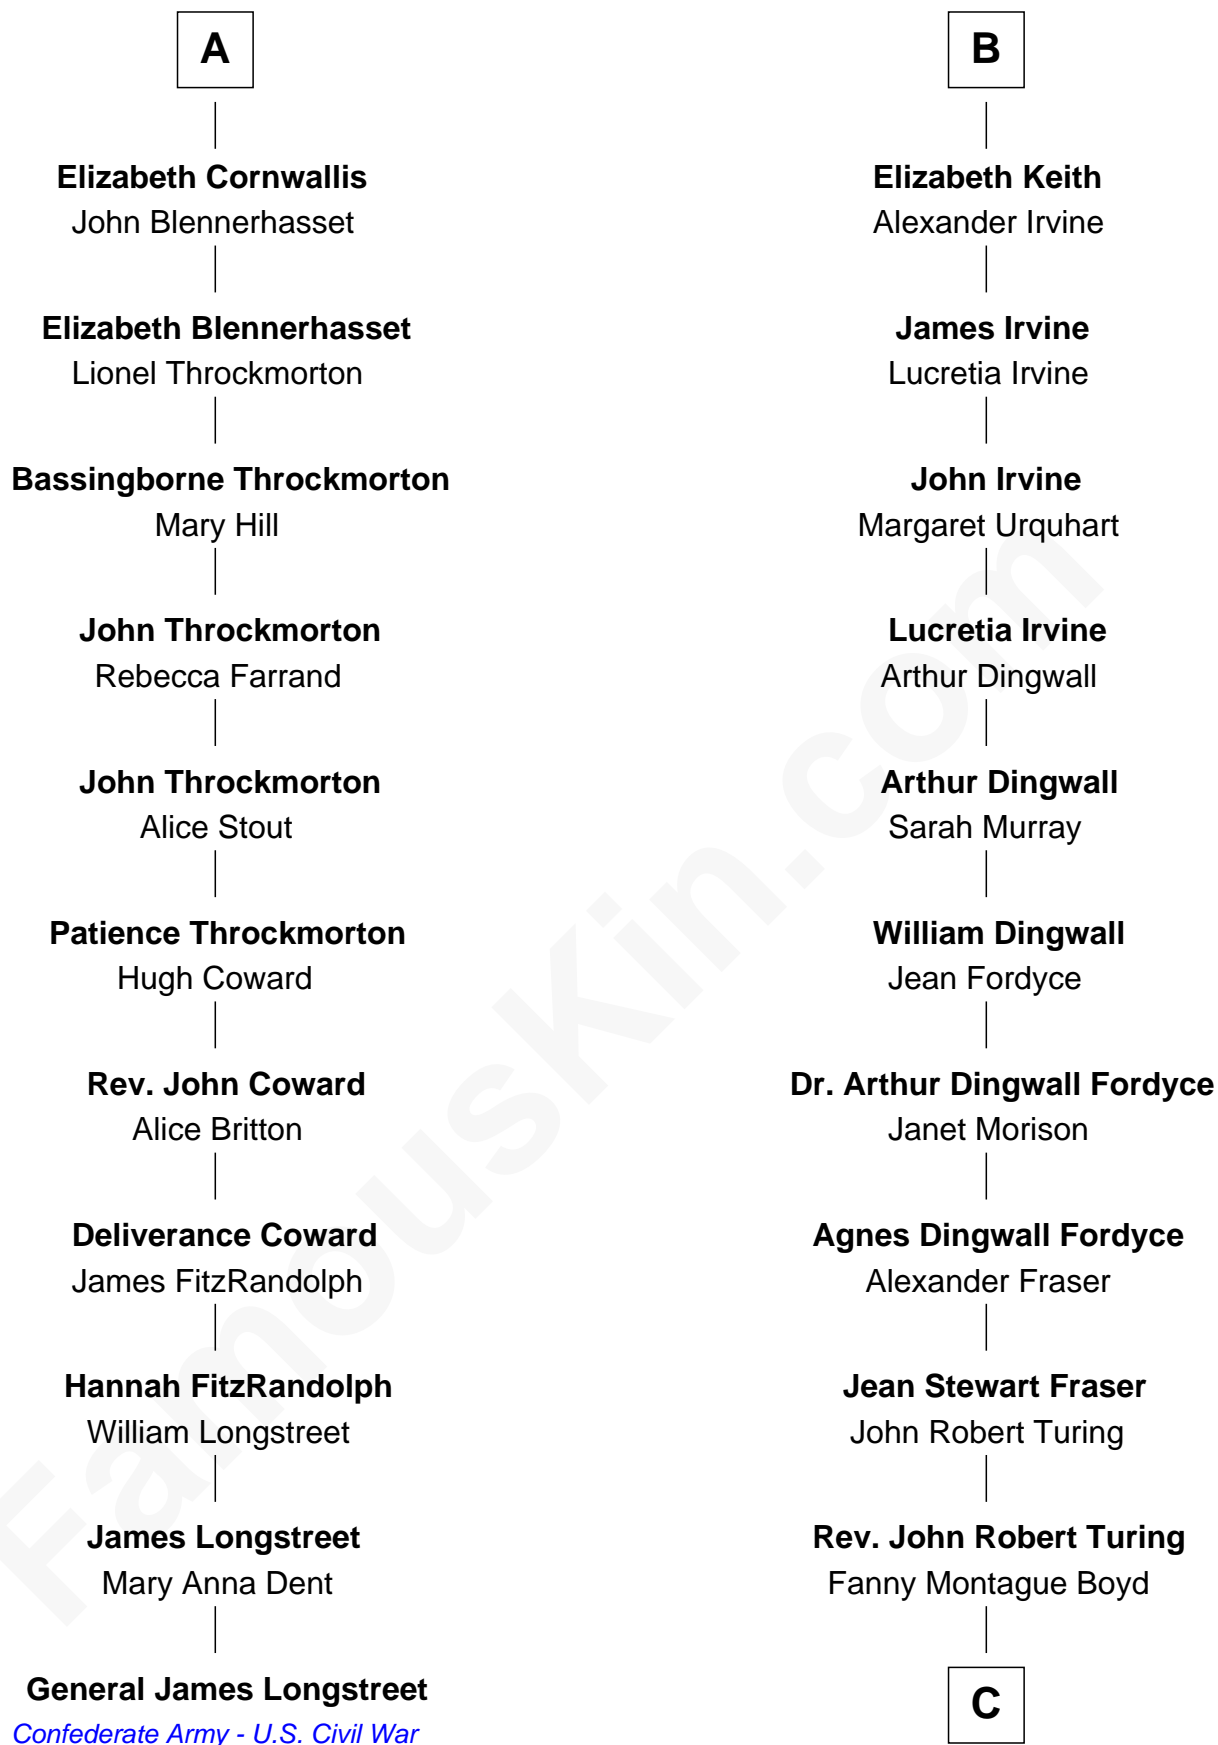 A
Elizabeth Cornwallis
John Blennerhasset
Elizabeth Blennerhasset
Lionel Throckmorton
Bassingborne Throckmorton
Mary Hill
John Throckmorton
Rebecca Farrand
John Throckmorton
Alice Stout
Patience Throckmorton
Hugh Coward
Rev. John Coward
Alice Britton
Deliverance Coward
James FitzRandolph
Hannah FitzRandolph
William Longstreet
James Longstreet
Mary Anna Dent
General James Longstreet
Confederate Army - U.S. Civil War
B
Elizabeth Keith
Alexander Irvine
James Irvine
Lucretia Irvine
John Irvine
Margaret Urquhart
Lucretia Irvine
Arthur Dingwall
Arthur Dingwall
Sarah Murray
William Dingwall
Jean Fordyce
Dr. Arthur Dingwall Fordyce
Janet Morison
Agnes Dingwall Fordyce
Alexander Fraser
Jean Stewart Fraser
John Robert Turing
Rev. John Robert Turing
Fanny Montague Boyd
C
FamousKin.com